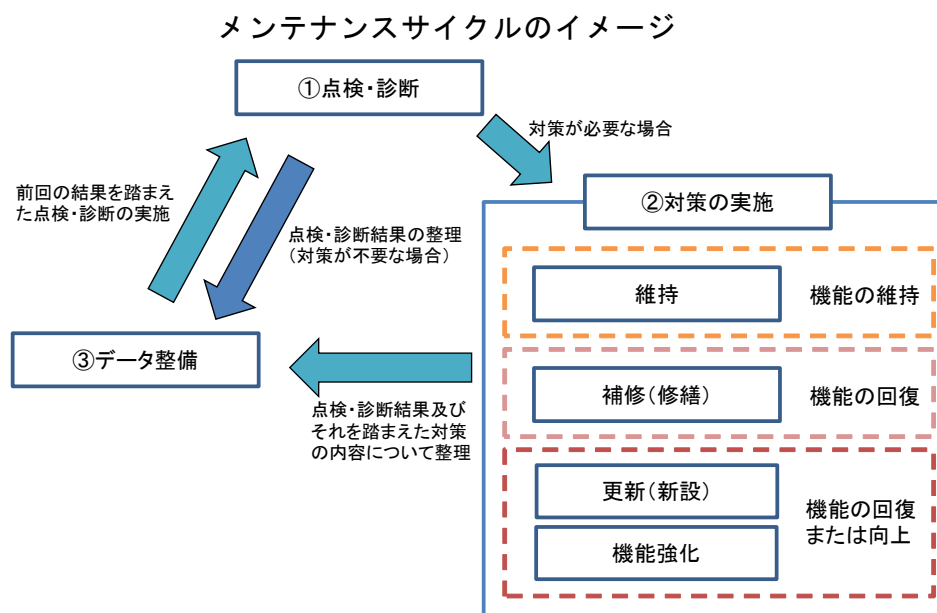 メンテナンスサイクルのイメージ
①点検・診断
対策が必要な場合
前回の結果を踏まえ
た点検・診断の実施
点検・診断結果の整理
（対策が不要な場合）
②対策の実施
維持
機能の維持
③データ整備
補修（修繕）
機能の回復
点検・診断結果及び
それを踏まえた対策
の内容について整理
更新（新設）
機能強化
機能の回復
または向上